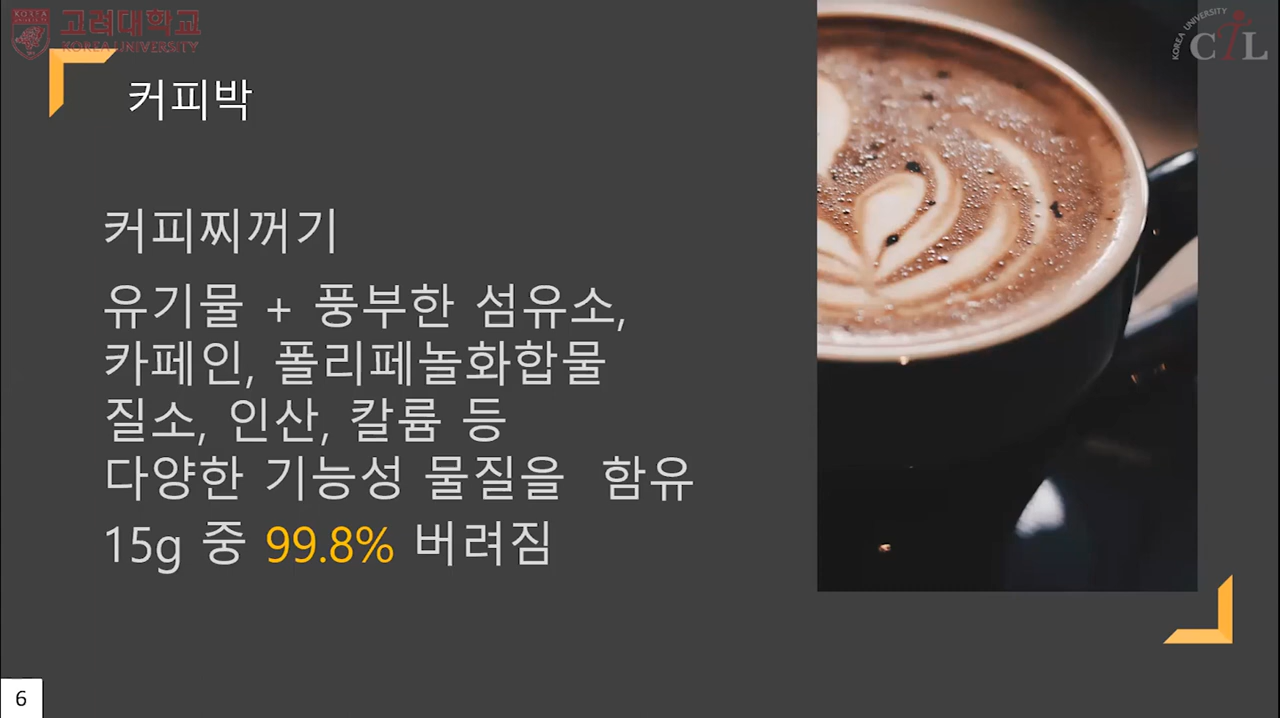 고려대학교
KOREA UNIVERSITY
KOREA UNIVERSITY
CTL
커피박
커피찌꺼기
유기물 + 풍부한 섬유소,
카페인, 폴리페놀화합물
질소, 인산, 칼륨 등
다양한 기능성 물질을 함유
15g 중 99.8% 버려짐
6